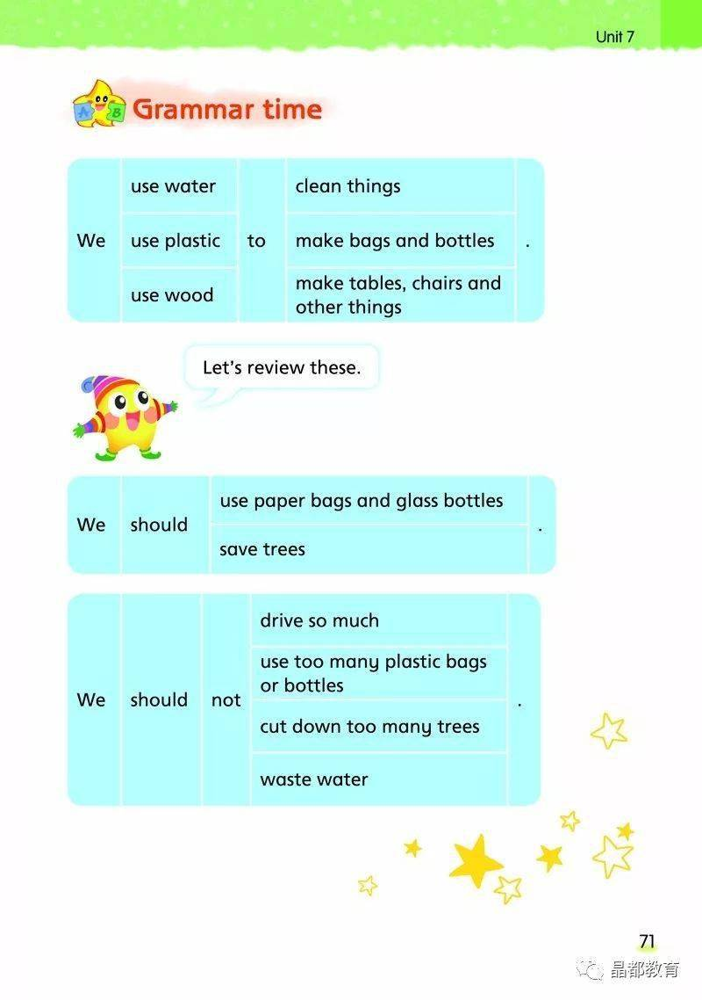 Unit 7
A B Grammar time
use water clean things
We use plastic to make bags and bottles .
use wood make tables, chairs and
other things
Let's review these.
use paper bags and glass bottles
We should .
save trees
drive so much
use too many plastic bags
or bottles
We should not .
cut down too many trees
waste water
71
晶都教育